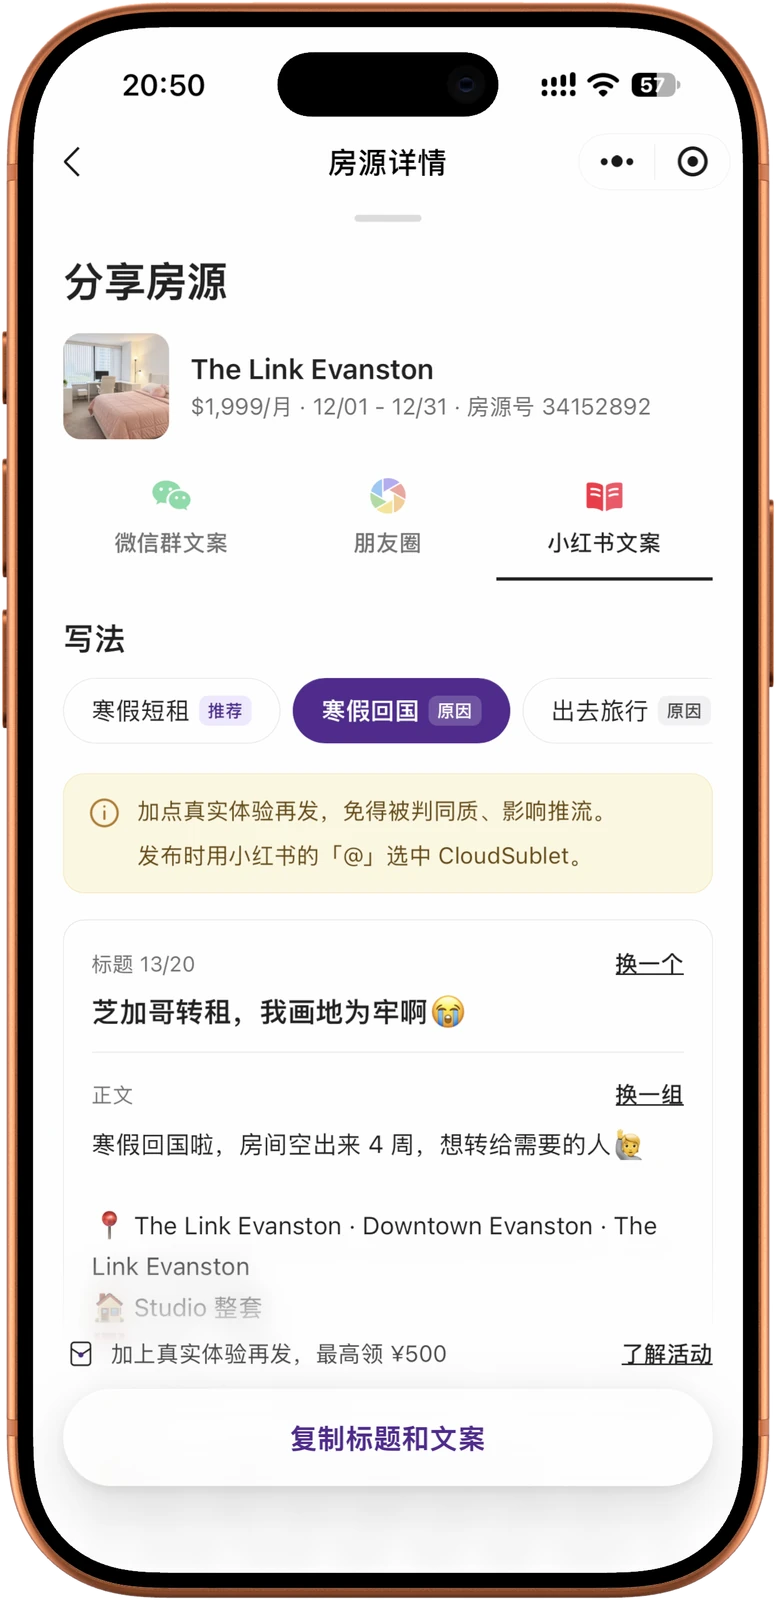 20:50
57
房源详情
分享房源
The Link Evanston
$1,999/月 · 12/01 - 12/31 · 房源号 34152892
微信群文案
朋友圈
小红书文案
写法
寒假短租 推荐
寒假回国 原因
出去旅行 原因
加点真实体验再发，免得被判同质、影响推流。
发布时用小红书的「@」选中 CloudSublet。
标题 13/20
换一个
芝加哥转租，我画地为牢啊😭
正文
换一组
寒假回国啦，房间空出来 4 周，想转给需要的人🙋
📍 The Link Evanston · Downtown Evanston · The
Link Evanston
🏠 Studio 整套
加上真实体验再发，最高领 ¥500
了解活动
复制标题和文案